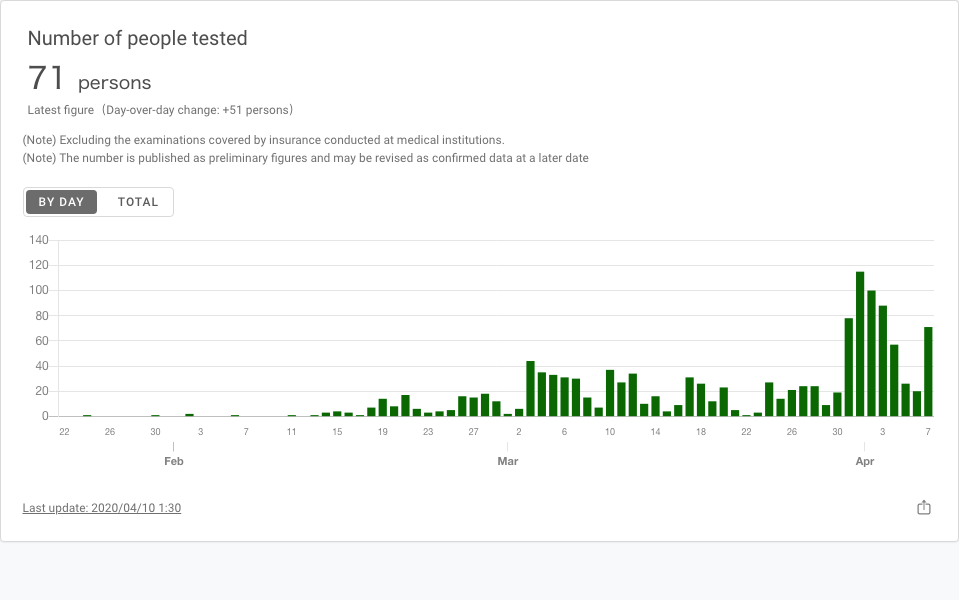 Number of people tested
71 persons
Latest figure（Day-over-day change: +51 persons）
(Note) Excluding the examinations covered by insurance conducted at medical institutions.
(Note) The number is published as preliminary figures and may be revised as confirmed data at a later date
BY DAY TOTAL
140
120
100
80
60
40
20
0
22 26 30 3 7 11 15 19 23 27 2 6 10 14 18 22 26 30 3 7
Feb Mar Apr
Last update: 2020/04/10 1:30